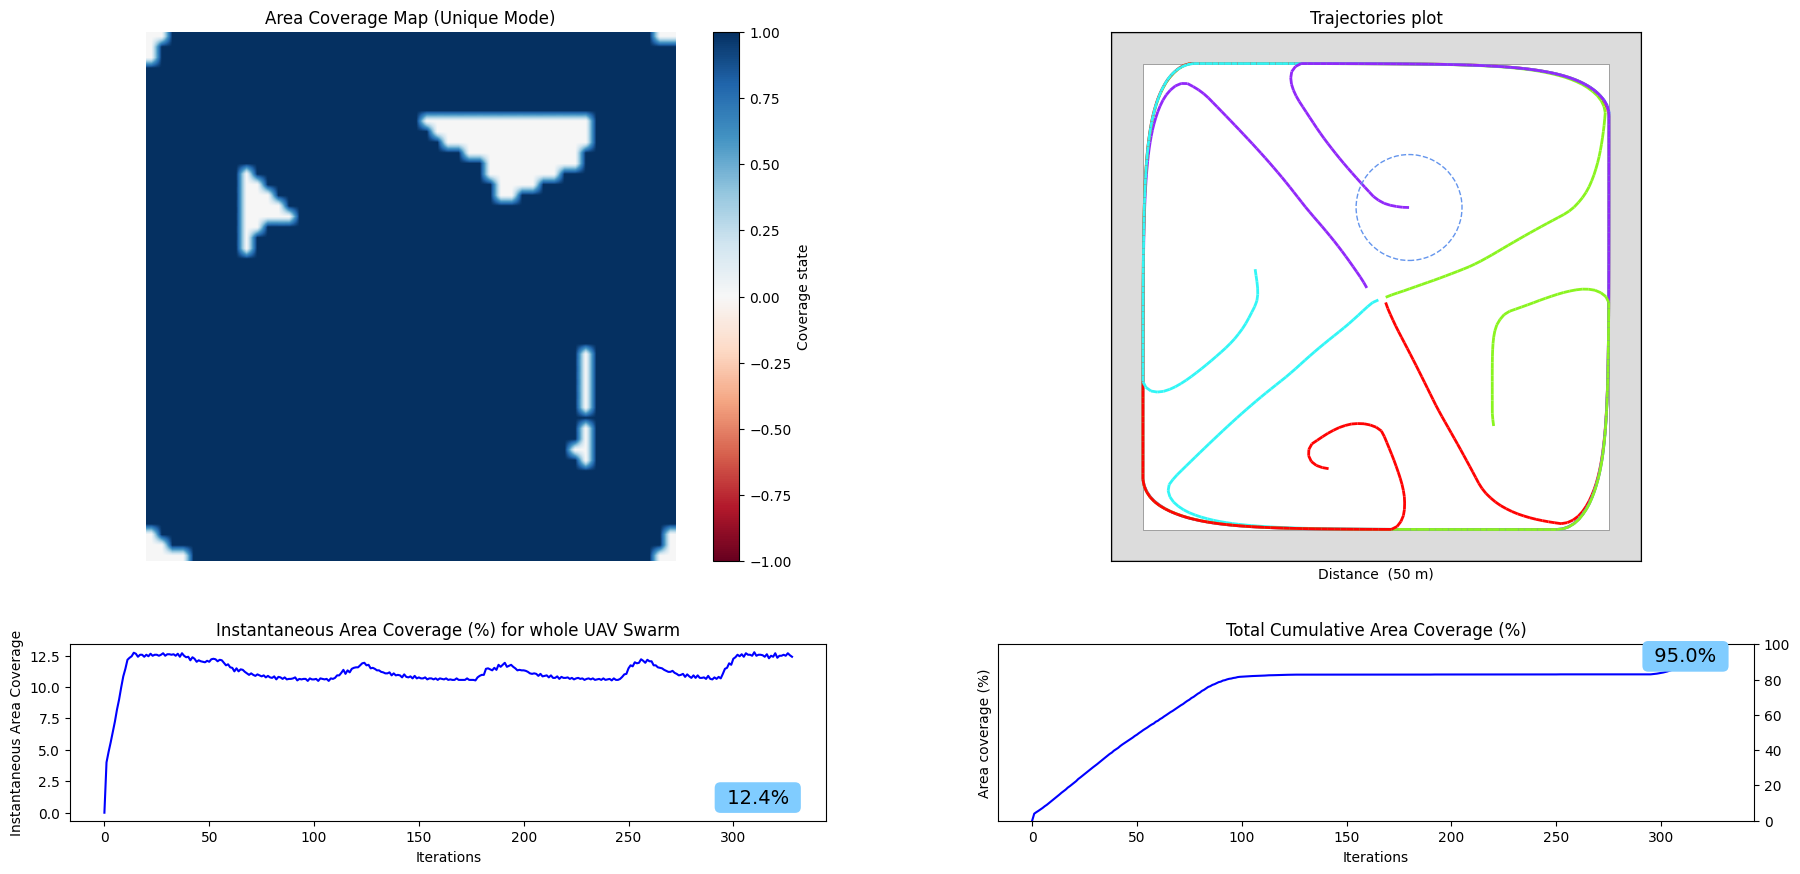 Area Coverage Map (Unique Mode)
1.00
0.75
0.50
0.25
0.00
−0.25
−0.50
−0.75
−1.00
Coverage state
Trajectories plot
Distance  (50 m)
Instantaneous Area Coverage (%) for whole UAV Swarm
Instantaneous Area Coverage
12.5
10.0
7.5
5.0
2.5
0.0
12.4%
0 50 100 150 200 250 300
Iterations
Total Cumulative Area Coverage (%)
Area coverage (%)
95.0%
100
80
60
40
20
0
0 50 100 150 200 250 300
Iterations